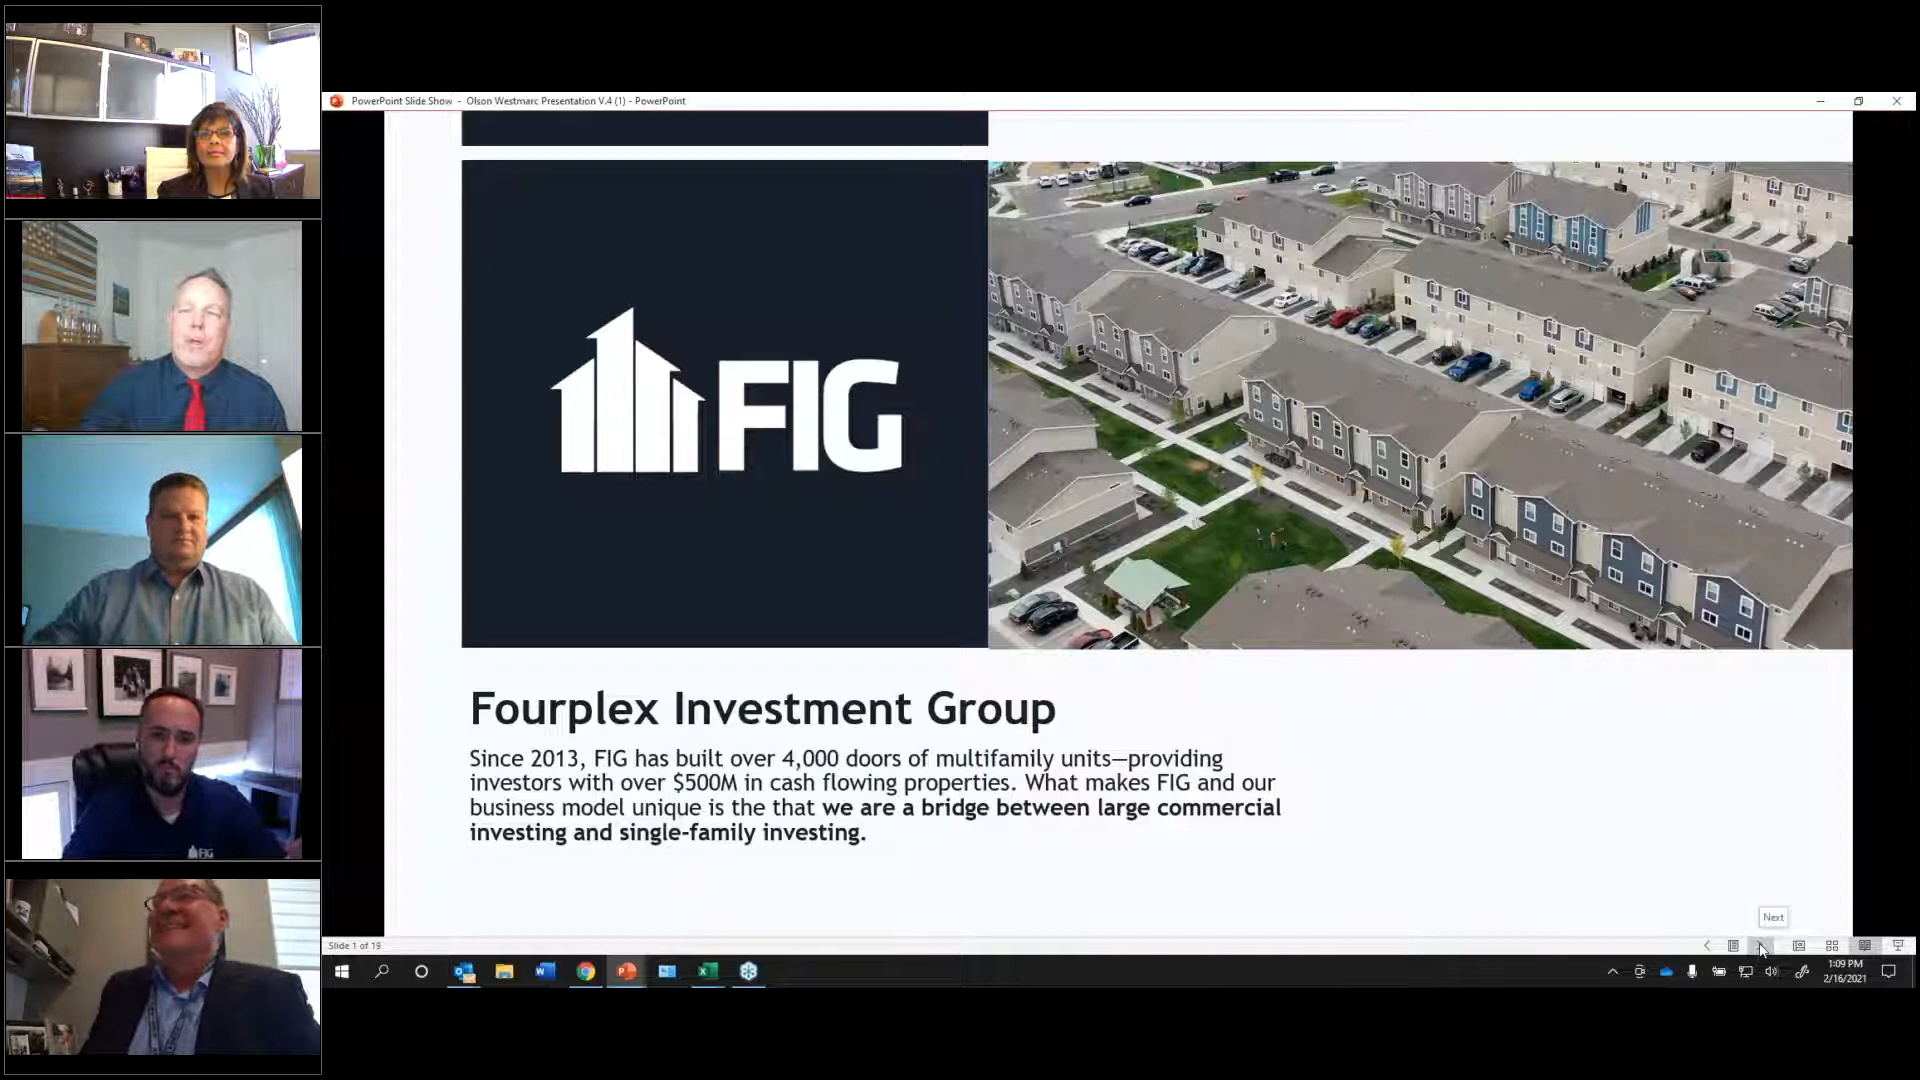 PowerPoint Slide Show - Olson Westmarc Presentation V.4 (1) - PowerPoint
FIG
Fourplex Investment Group
Since 2013, FIG has built over 4,000 doors of multifamily units—providing
investors with over $500M in cash flowing properties. What makes FIG and our
business model unique is the that we are a bridge between large commercial
investing and single-family investing.
FIG
Next
Slide 1 of 19
1:09 PM
2/16/2021